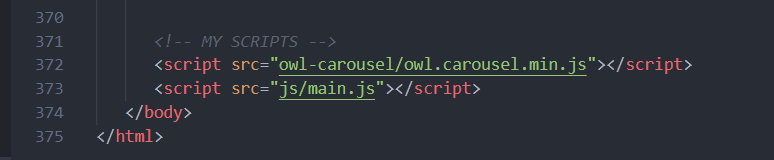 370
371 <!-- MY SCRIPTS -->
372 <script src="owl-carousel/owl.carousel.min.js"></script>
373 <script src="js/main.js"></script>
374 </body>
375 </html>